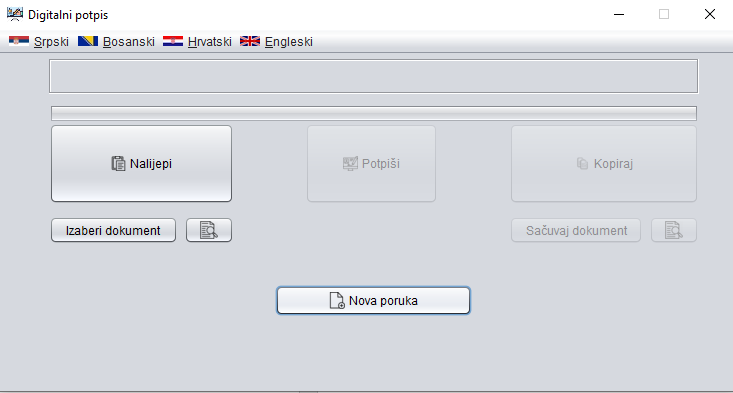 Digitalni potpis
Srpski Bosanski Hrvatski Engleski
Nalijepi Potpiši Kopiraj
Izaberi dokument Sačuvaj dokument
Nova poruka